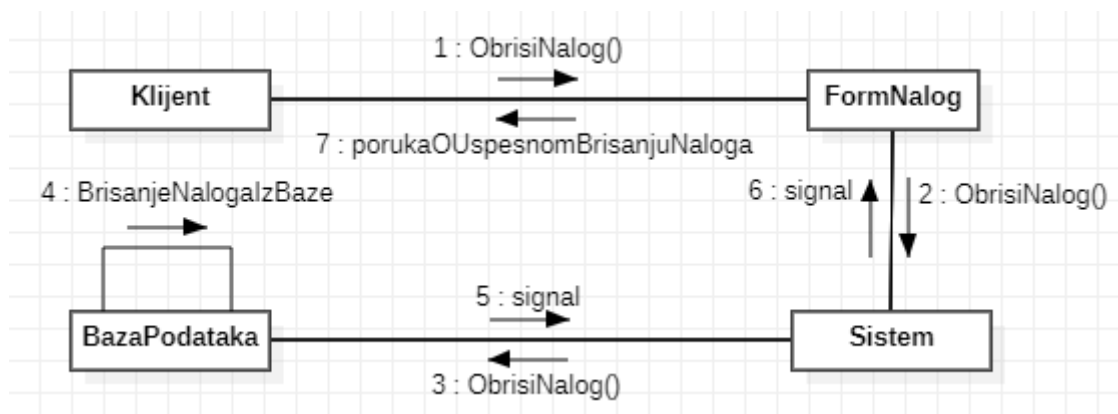 1 : ObrisiNalog()
Klijent
FormNalog
7 : porukaOUspesnomBrisanjuNaloga
4 : BrisanjeNalogaIzBaze
6 : signal
2 : ObrisiNalog()
5 : signal
BazaPodataka
Sistem
3 : ObrisiNalog()